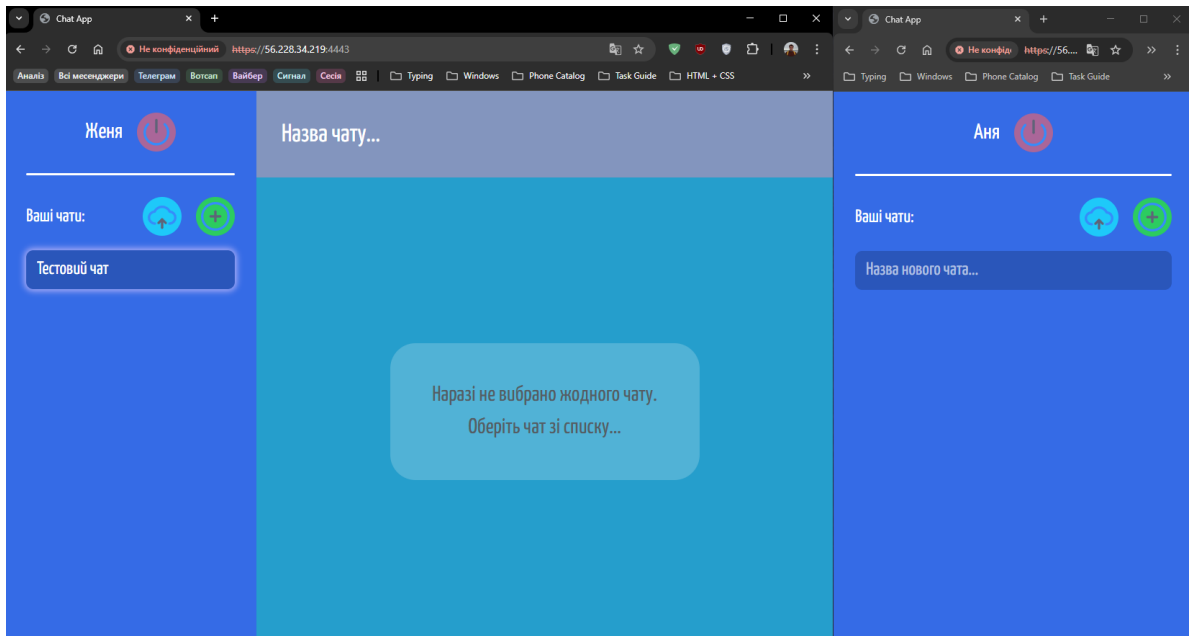 Chat App
Не конфіденційний https://56.228.34.219:4443
Аналіз Всі месенджери Телеграм Вотсап Вайбер Сигнал Сесія Typing Windows Phone Catalog Task Guide HTML + CSS
Женя
Ваші чати:
Тестовий чат
Назва чату...
Наразі не вибрано жодного чату.
Оберіть чат зі списку...
Chat App
Не конфіде https://56....
Typing Windows Phone Catalog Task Guide
Аня
Ваші чати:
Назва нового чата...